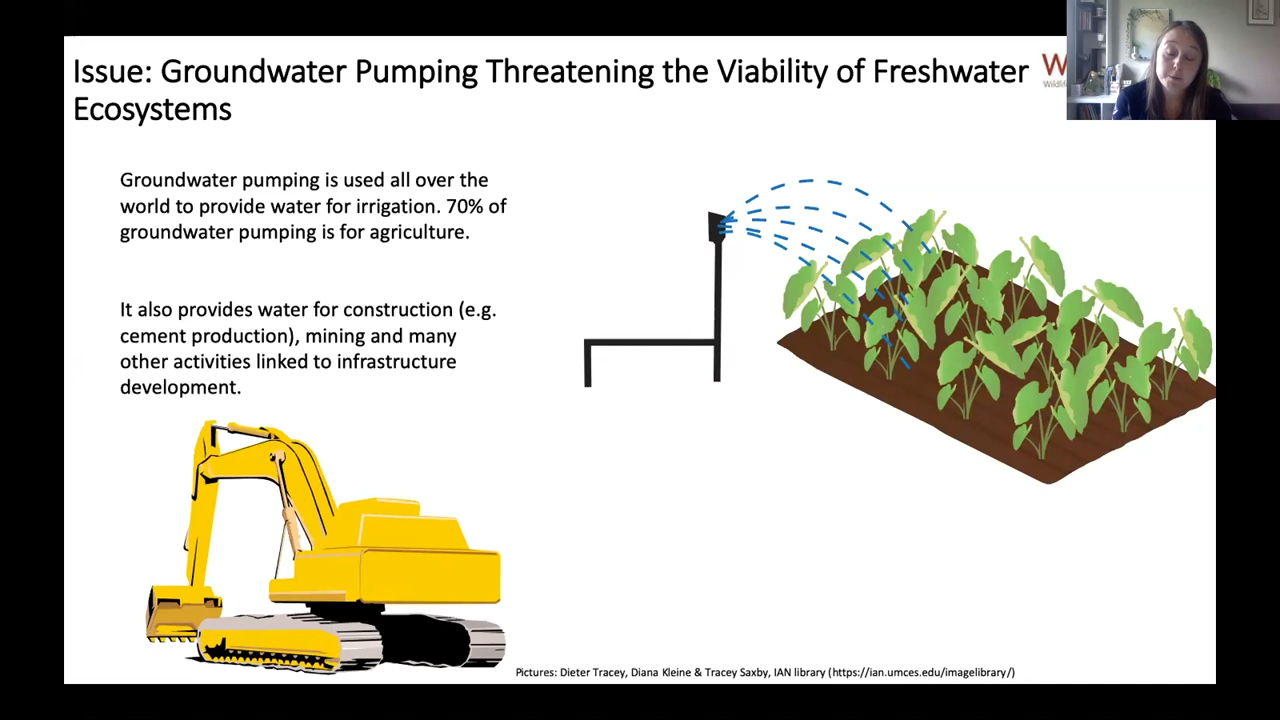 Issue: Groundwater Pumping Threatening the Viability of Freshwater
Ecosystems
Groundwater pumping is used all over the
world to provide water for irrigation. 70% of
groundwater pumping is for agriculture.
It also provides water for construction (e.g.
cement production), mining and many
other activities linked to infrastructure
development.
Pictures: Dieter Tracey, Diana Kleine & Tracey Saxby, IAN library (https://ian.umces.edu/imagelibrary/)